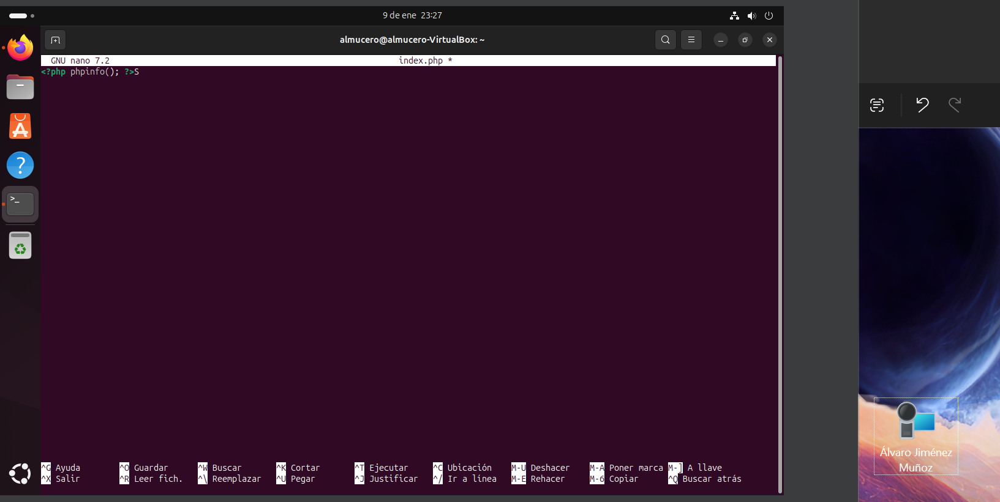 9 de ene 23:27
almucero@almucero-VirtualBox: ~
GNU nano 7.2 index.php *
<?php phpinfo(); ?>S
^G Ayuda ^O Guardar ^W Buscar ^K Cortar ^T Ejecutar ^C Ubicación M-U Deshacer M-A Poner marca M-] A llave
^X Salir ^R Leer fich. ^\ Reemplazar ^U Pegar ^J Justificar ^/ Ir a línea M-E Rehacer M-6 Copiar ^Q Buscar atrás
Álvaro Jiménez
Muñoz